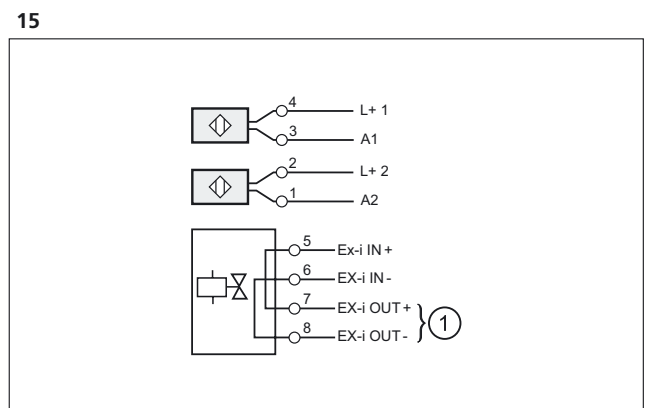 15
4 L+ 1
3 A1
2 L+ 2
1 A2
5 Ex-i IN +
6 EX-i IN -
7 EX-i OUT +
8 EX-i OUT -
1